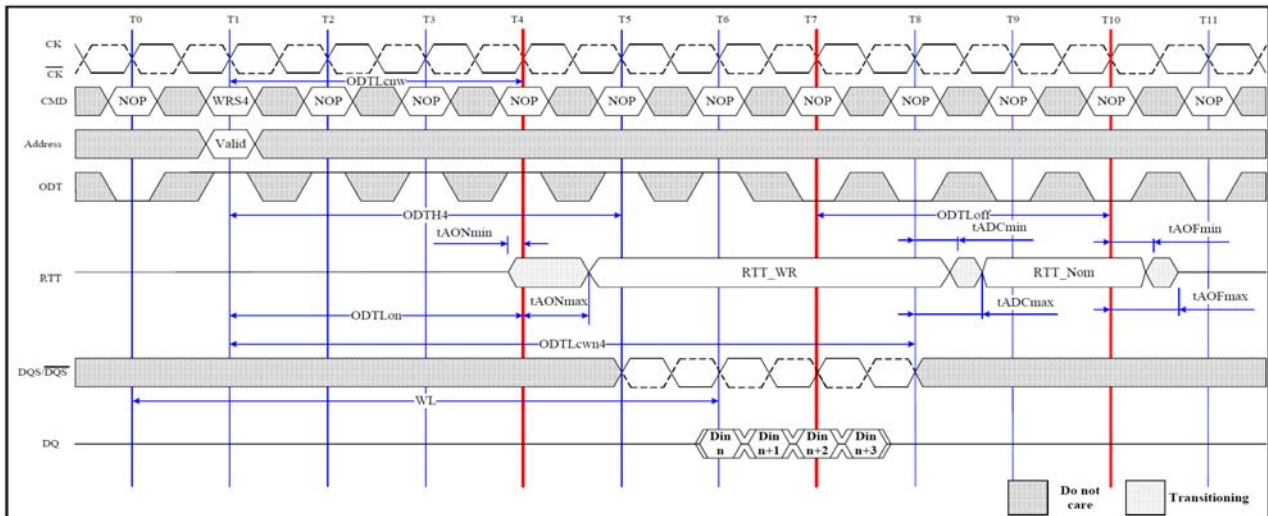 T0 T1 T2 T3 T4 T5 T6 T7 T8 T9 T10 T11
CK
CK
ODTLcnw
CMD NOP WRS4 NOP NOP NOP NOP NOP NOP NOP NOP NOP NOP
Address Valid
ODT
ODTH4 ODTLoff
tAONmin tADCmin tAOFmin
RTT RTT_WR RTT_Nom
tAONmax tADCmax tAOFmax
ODTLon
ODTLcwn4
DQS/DQS
WL
DQ Din n Din n+1 Din n+2 Din n+3
Do not care
Transitioning